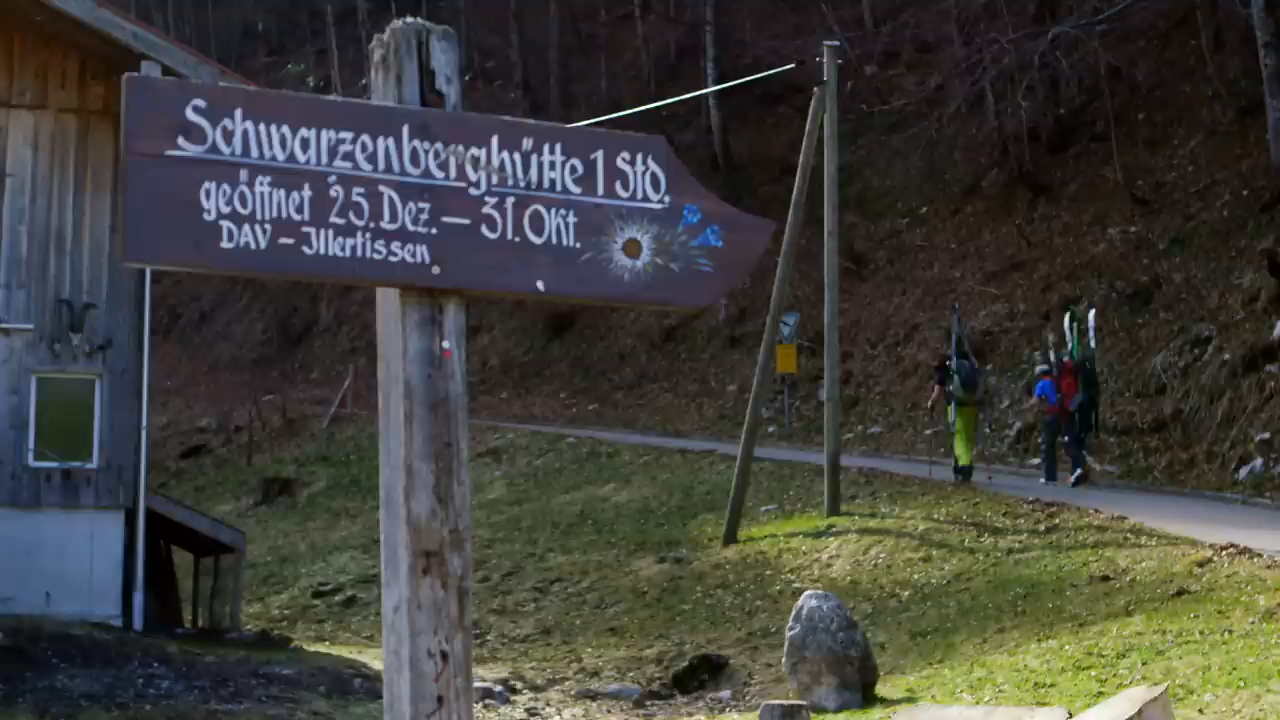 Schwarzenberghütte 1 Std.
geöffnet 25. Dez. – 31. Okt.
DAV – Illertissen